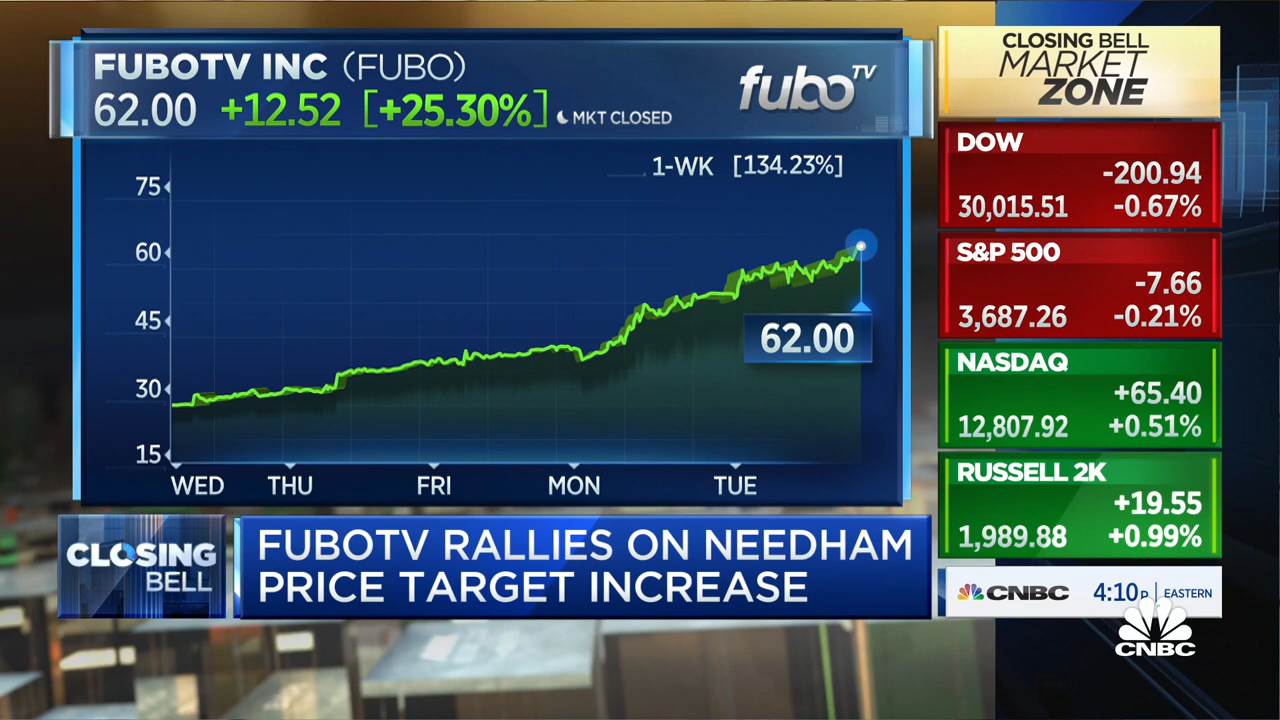 FUBOTV INC (FUBO)
62.00 +12.52 [+25.30%] MKT CLOSED
fuboTV
1-WK [134.23%]
75
60
45
30
15
62.00
WED THU FRI MON TUE
CLOSING
BELL
FUBOTV RALLIES ON NEEDHAM
PRICE TARGET INCREASE
CLOSING BELL
MARKET
ZONE
DOW
-200.94
30,015.51 -0.67%
S&P 500
-7.66
3,687.26 -0.21%
NASDAQ
+65.40
12,807.92 +0.51%
RUSSELL 2K
+19.55
1,989.88 +0.99%
CNBC 4:10P EASTERN
CNBC